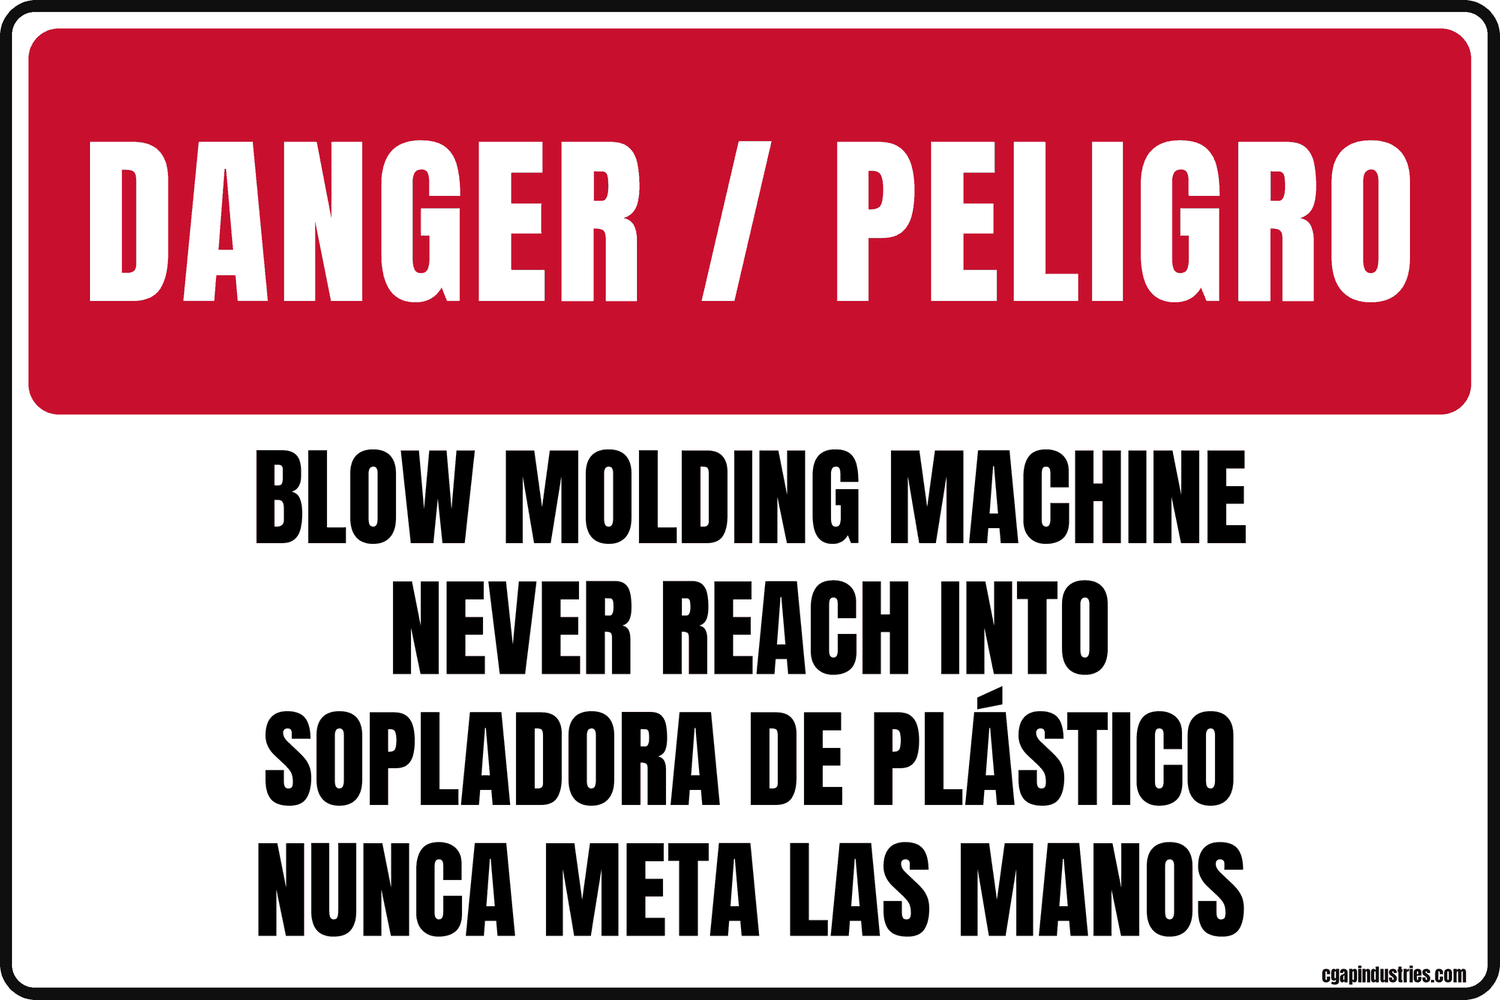 DANGER / PELIGRO
BLOW MOLDING MACHINE
NEVER REACH INTO
SOPLADORA DE PLÁSTICO
NUNCA META LAS MANOS
cgapindustries.com